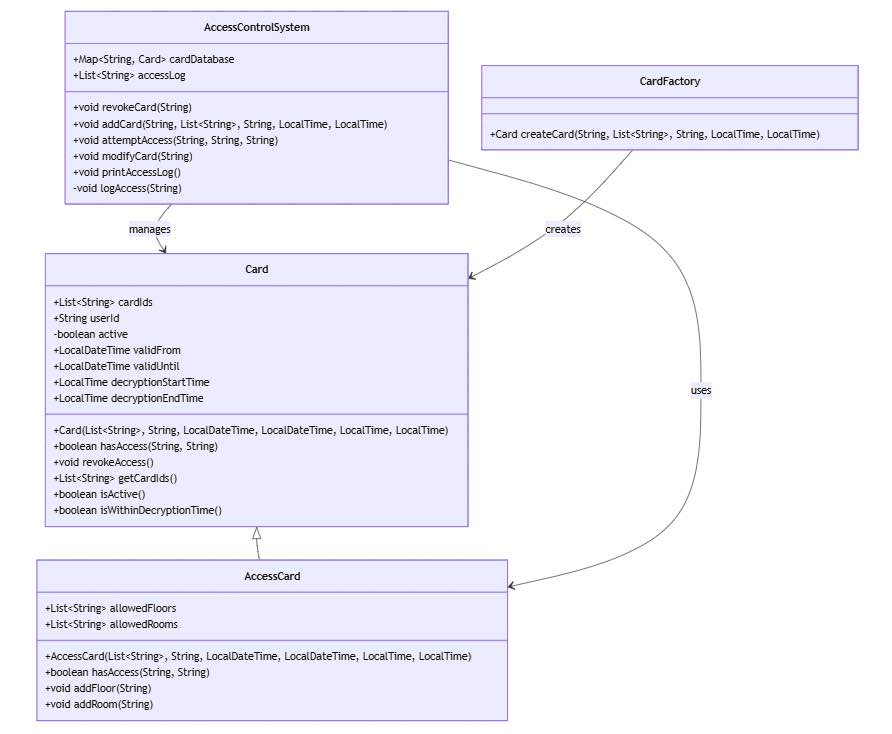 AccessControlSystem
+Map<String, Card> cardDatabase
+List<String> accessLog
+void revokeCard(String)
+void addCard(String, List<String>, String, LocalTime, LocalTime)
+void attemptAccess(String, String, String)
+void modifyCard(String)
+void printAccessLog()
-void logAccess(String)
CardFactory
+Card createCard(String, List<String>, String, LocalTime, LocalTime)
manages
creates
uses
Card
+List<String> cardIds
+String userId
-boolean active
+LocalDateTime validFrom
+LocalDateTime validUntil
+LocalTime decryptionStartTime
+LocalTime decryptionEndTime
+Card(List<String>, String, LocalDateTime, LocalDateTime, LocalTime, LocalTime)
+boolean hasAccess(String, String)
+void revokeAccess()
+List<String> getCardIds()
+boolean isActive()
+boolean isWithinDecryptionTime()
AccessCard
+List<String> allowedFloors
+List<String> allowedRooms
+AccessCard(List<String>, String, LocalDateTime, LocalDateTime, LocalTime, LocalTime)
+boolean hasAccess(String, String)
+void addFloor(String)
+void addRoom(String)